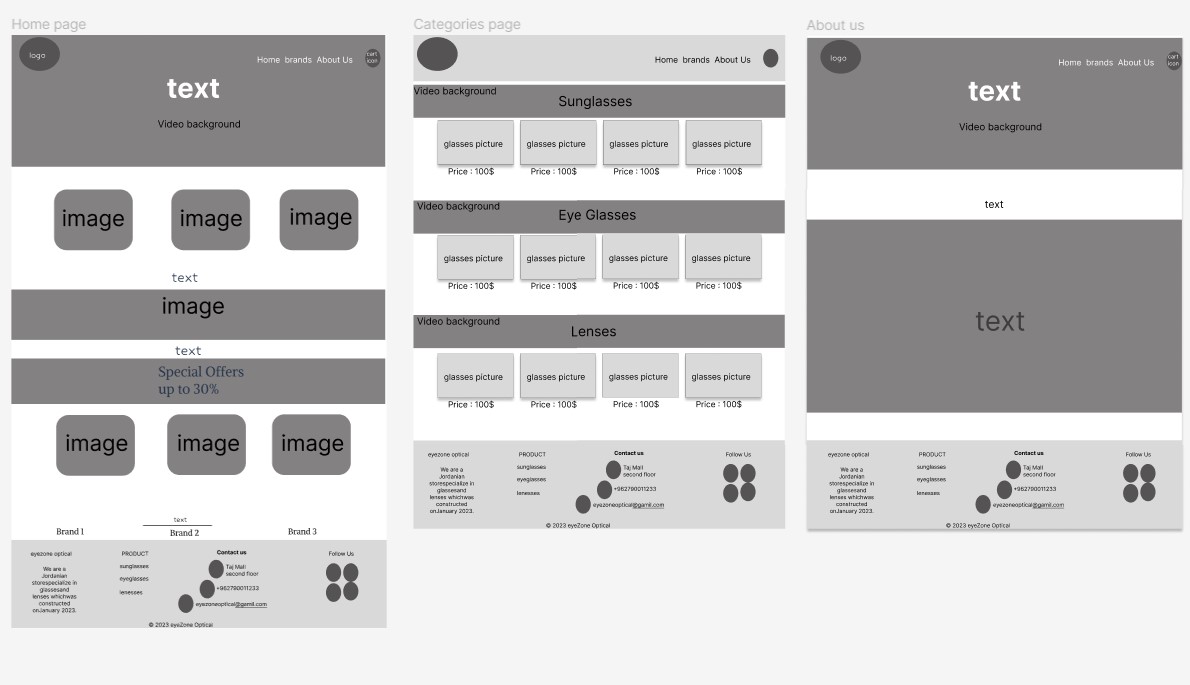 Home page
logo
Home brands About Us
cart
icon
text
Video background
image image image
text
image
text
Special Offers
up to 30%
image image image
text
Brand 1 Brand 2 Brand 3
eyezone optical
We are a
Jordanian
storespecialize in
glassesand
lenses whichwas
constructed
onJanuary 2023.
PRODUCT
sunglasses
eyeglasses
lenesses
Contact us
Taj Mall
second floor
+962790011233
eyezoneoptical@gamil.com
Follow Us
© 2023 eyeZone Optical
Categories page
Home brands About Us
Video background
Sunglasses
glasses picture glasses picture glasses picture glasses picture
Price : 100$ Price : 100$ Price : 100$ Price : 100$
Video background
Eye Glasses
glasses picture glasses picture glasses picture glasses picture
Price : 100$ Price : 100$ Price : 100$ Price : 100$
Video background
Lenses
glasses picture glasses picture glasses picture glasses picture
Price : 100$ Price : 100$ Price : 100$ Price : 100$
eyezone optical
We are a
Jordanian
storespecialize in
glassesand
lenses whichwas
constructed
onJanuary 2023.
PRODUCT
sunglasses
eyeglasses
lenesses
Contact us
Taj Mall
second floor
+962790011233
eyezoneoptical@gamil.com
Follow Us
© 2023 eyeZone Optical
About us
logo
Home brands About Us
cart
icon
text
Video background
text
text
eyezone optical
We are a
Jordanian
storespecialize in
glassesand
lenses whichwas
constructed
onJanuary 2023.
PRODUCT
sunglasses
eyeglasses
lenesses
Contact us
Taj Mall
second floor
+962790011233
eyezoneoptical@gamil.com
Follow Us
© 2023 eyeZone Optical